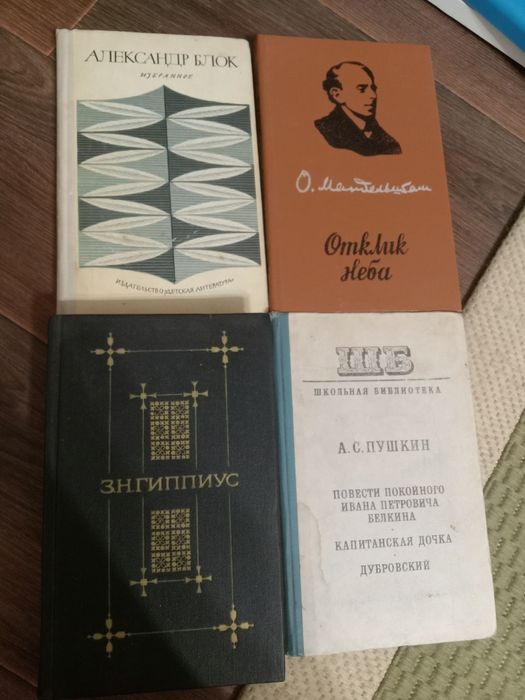 АЛЕКСАНДР БЛОК
ИЗБРАННОЕ
ИЗДАТЕЛЬСТВО «ДЕТСКАЯ ЛИТЕРАТУРА»
О. Мандельштам
Отклик
неба
З.Н.ГИППИУС
ШБ
ШКОЛЬНАЯ БИБЛИОТЕКА
А.С.ПУШКИН
ПОВЕСТИ ПОКОЙНОГО
ИВАНА ПЕТРОВИЧА
БЕЛКИНА
·
КАПИТАНСКАЯ ДОЧКА
·
ДУБРОВСКИЙ